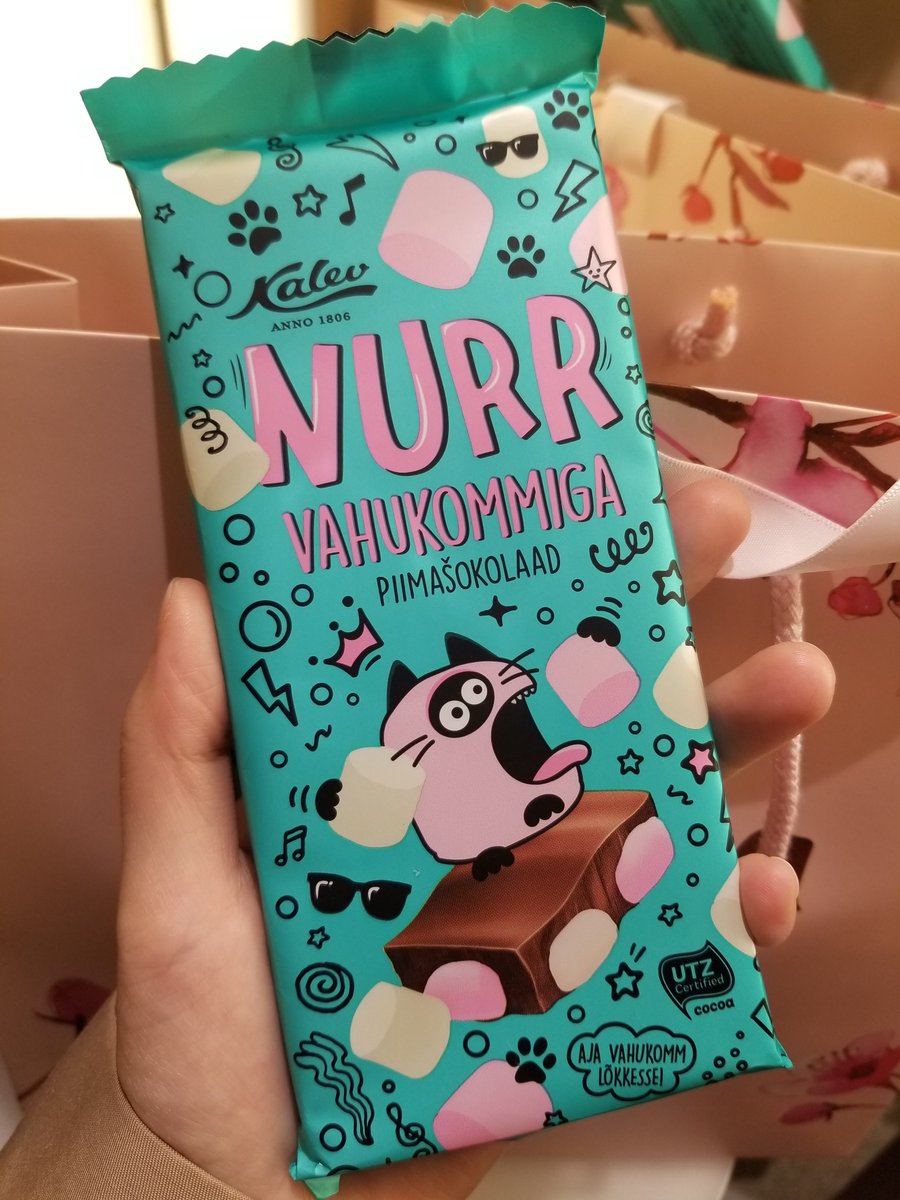 Kalev
ANNO 1806
NURR
VAHUKOMMIGA
PIIMAŠOKOLAAD
UTZ
Certified
cocoa
AJA VAHUKOMM
LÕKKESSE!